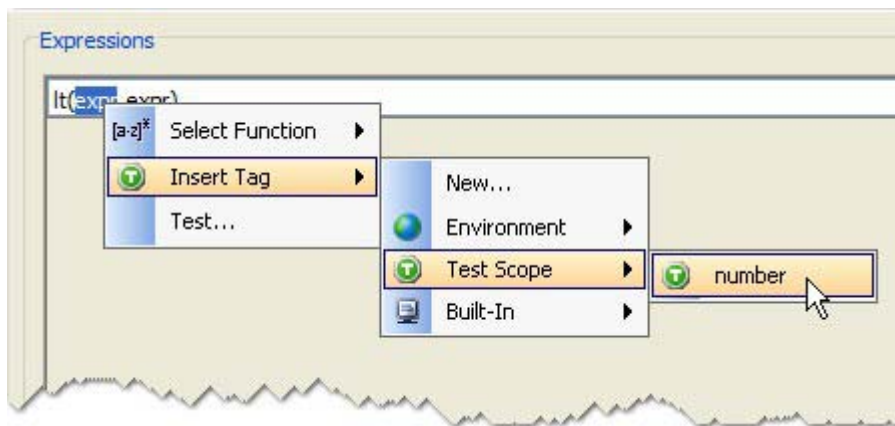 Expressions
lt(expr,expr)
[a-z]* Select Function
Insert Tag
New...
Test...
Environment
Test Scope
number
Built-In